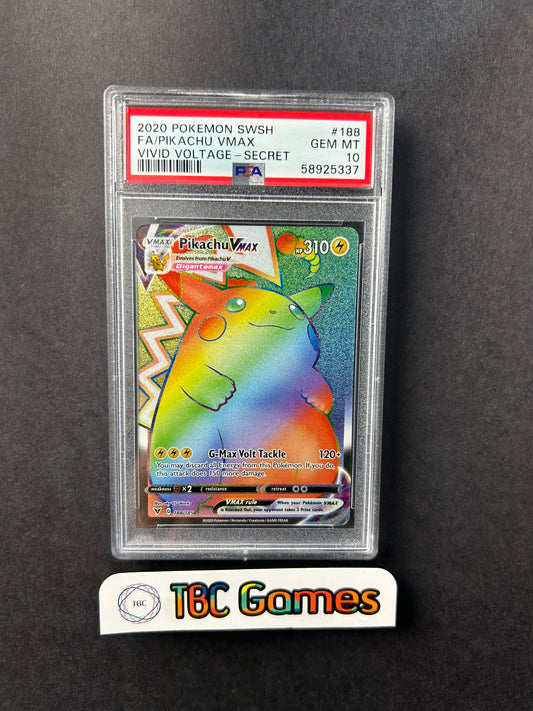 2020 POKEMON SWSH #188
FA/PIKACHU VMAX GEM MT
VIVID VOLTAGE–SECRET 10
PSA 58925337
VMAX Pikachu VMAX HP 310
Evolves from Pikachu V
Gigantamax
G-Max Volt Tackle 120+
You may discard all Energy from this Pokémon. If you do,
this attack does 150 more damage.
weakness ×2 resistance retreat
VMAX rule When your Pokémon VMAX
is Knocked Out, your opponent takes 3 Prize cards.
188/185
©2020 Pokémon / Nintendo / Creatures / GAME FREAK
TBC TBC Games